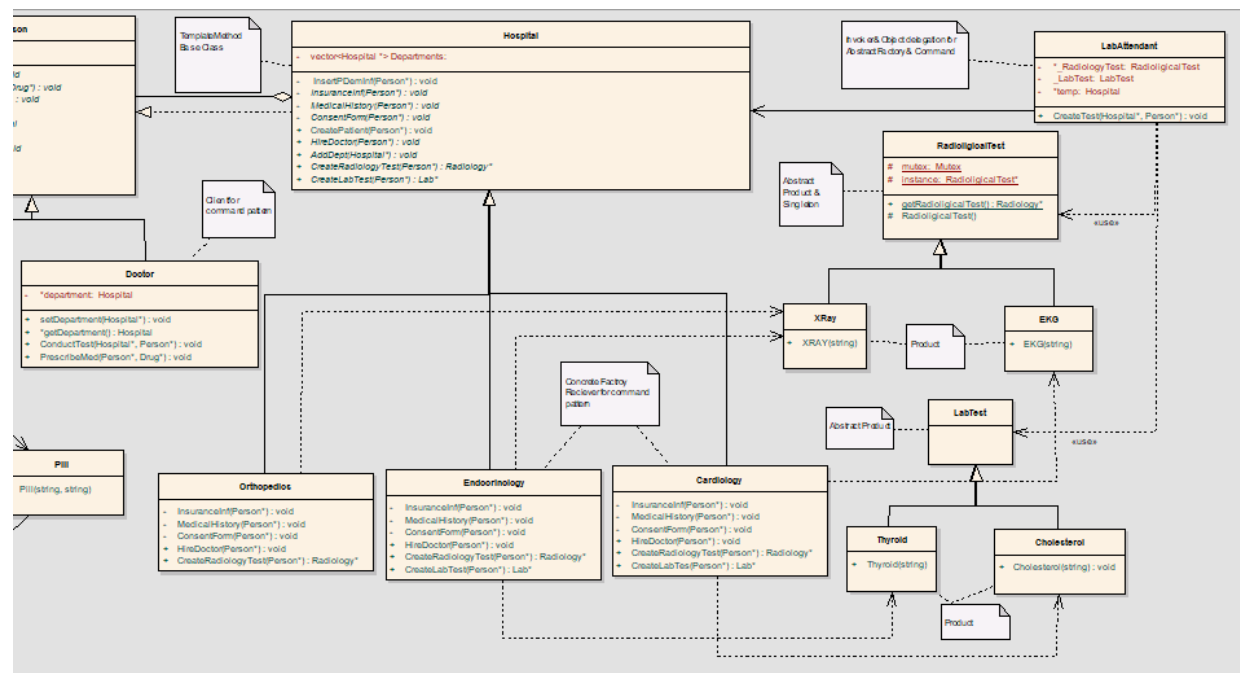 son
Drug*) : void
: void
TemplateMethod
Base Class
Hospital
- vector<Hospital *> Departments:
- InsertPDemInf(Person*) : void
- InsuranceInf(Person*) : void
- MedicalHistory(Person*) : void
- ConsentForm(Person*) : void
+ CreatePatient(Person*) : void
+ HireDoctor(Person*) : void
+ AddDept(Hospital*) : void
+ CreateRadiologyTest(Person*) : Radiology*
+ CreateLabTest(Person*) : Lab*
Invoker & Object delegation for
Abstract Factory & Command
LabAttendant
- *_RadiologyTest: RadioligicalTest
- _LabTest: LabTest
- *temp: Hospital
+ CreateTest(Hospital*, Person*) : void
Client for
command pattern
Abstract
Product &
Singleton
RadioligicalTest
# mutex: Mutex
# instance: RadioligicalTest*
+ getRadioligicalTest() : Radiology*
# RadioligicalTest()
«use»
Doctor
- *department: Hospital
+ setDepartment(Hospital*) : void
+ *getDepartment() : Hospital
+ ConductTest(Hospital*, Person*) : void
+ PrescribeMed(Person*, Drug*) : void
XRay
+ XRAY(string)
Product
EKG
+ EKG(string)
Concrete Factroy
Reciever for command
pattern
Abstract Product
LabTest
«use»
Pill
Pill(string, string)
Orthopedics
- InsuranceInf(Person*) : void
- MedicalHistory(Person*) : void
- ConsentForm(Person*) : void
+ HireDoctor(Person*) : void
+ CreateRadiologyTest(Person*) : Radiology*
Endocrinology
- InsuranceInf(Person*) : void
- MedicalHistory(Person*) : void
- ConsentForm(Person*) : void
+ HireDoctor(Person*) : void
+ CreateRadiologyTest(Person*) : Radiology*
+ CreateLabTest(Person*) : Lab*
Cardiology
- InsuranceInf(Person*) : void
- MedicalHistory(Person*) : void
- ConsentForm(Person*) : void
+ HireDoctor(Person*) : void
+ CreateRadiologyTest(Person*) : Radiology*
+ CreateLabTes(Person*) : Lab*
Thyroid
+ Thyroid(string)
Cholesterol
+ Cholesterol(string) : void
Product